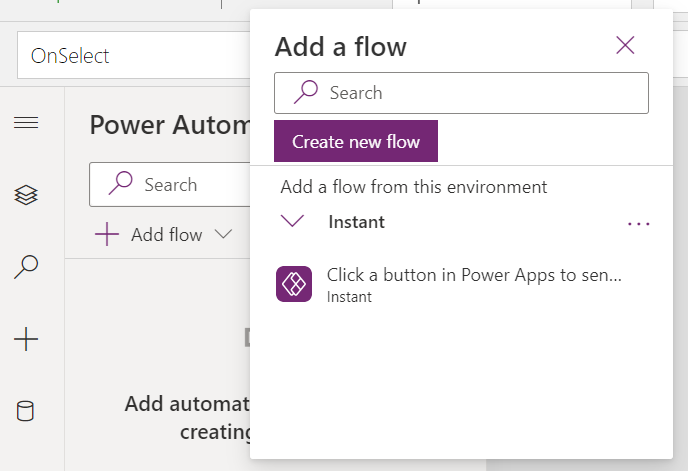 Add a flow
OnSelect
Search
Power Autom
Create new flow
Search
Add a flow from this environment
Add flow
Instant
Click a button in Power Apps to sen...
Instant
Add automat
creating